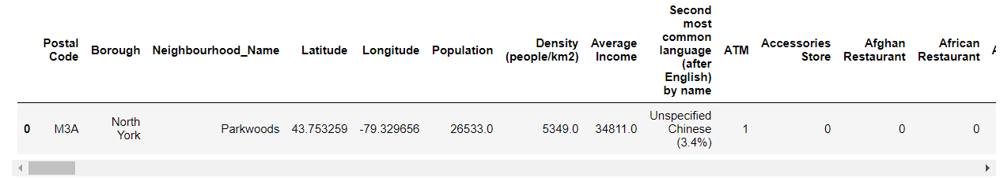 Postal Code Borough Neighbourhood_Name Latitude Longitude Population Density (people/km2) Average Income Second most common language (after English) by name ATM Accessories Store Afghan Restaurant African Restaurant A
0 M3A North York Parkwoods 43.753259 -79.329656 26533.0 5349.0 34811.0 Unspecified Chinese (3.4%) 1 0 0 0